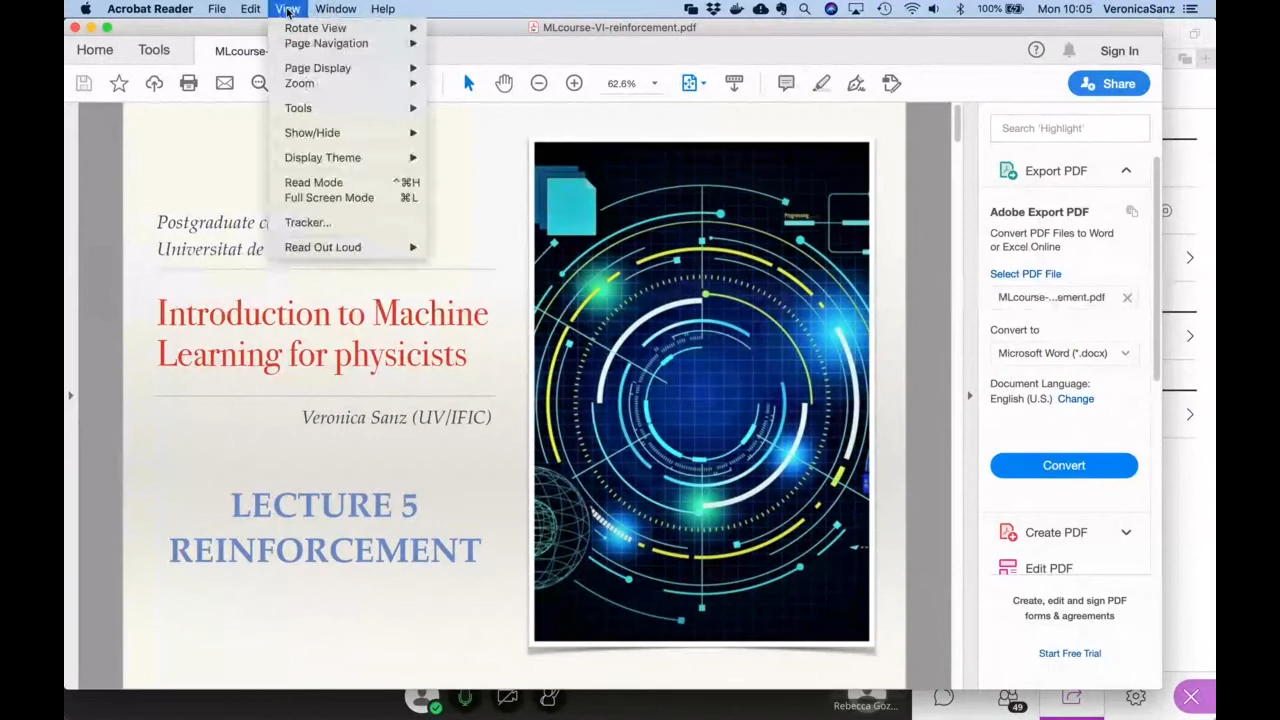 Acrobat Reader File Edit View Window Help 100% Mon 10:05 VeronicaSanz
MLcourse-VI-reinforcement.pdf
Home Tools MLcourse- Sign In
62.6% Share
Rotate View
Page Navigation
Page Display
Zoom
Tools
Show/Hide
Display Theme
Read Mode ^⌘H
Full Screen Mode ⌘L
Tracker...
Read Out Loud
Postgraduate c
Universitat de
Introduction to Machine
Learning for physicists
Veronica Sanz (UV/IFIC)
LECTURE 5
REINFORCEMENT
Search 'Highlight'
Export PDF
Adobe Export PDF
Convert PDF Files to Word
or Excel Online
Select PDF File
MLcourse-...ement.pdf
Convert to
Microsoft Word (*.docx)
Document Language:
English (U.S.) Change
Convert
Create PDF
Edit PDF
Create, edit and sign PDF
forms & agreements
Start Free Trial
Rebecca Goz...
49